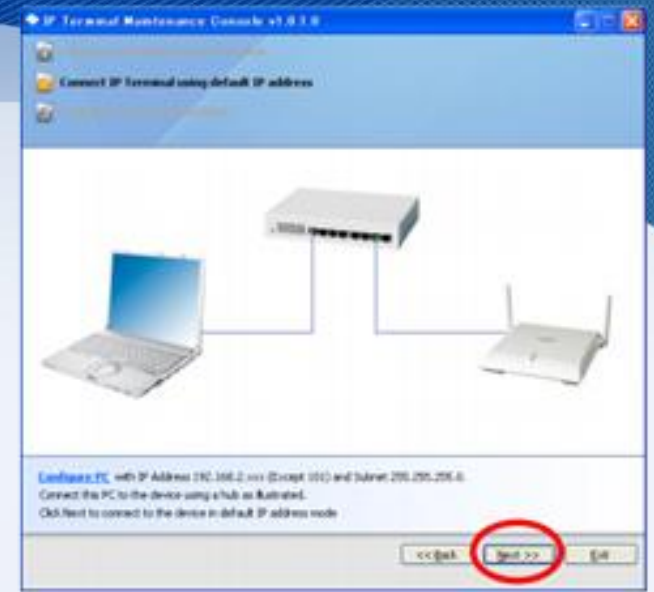 IP Terminal Maintenance Console v1.0.1.0
Connect IP Terminal using default IP address
Configure PC with IP Address 192.168.2.xxx (Except 101) and Subnet 255.255.255.0.
Connect this PC to the device using a hub as illustrated.
Click Next to connect to the device in default IP address mode
<< Back
Next >>
Exit